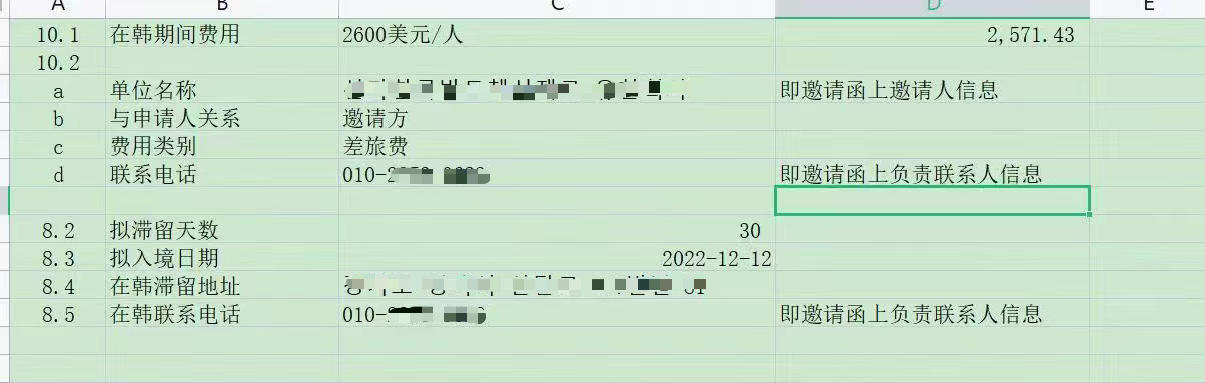 A B C D E
10.1 在韩期间费用 2600美元/人 2,571.43
10.2
a 单位名称 即邀请函上邀请人信息
b 与申请人关系 邀请方
c 费用类别 差旅费
d 联系电话 010- 即邀请函上负责联系人信息
8.2 拟滞留天数 30
8.3 拟入境日期 2022-12-12
8.4 在韩滞留地址
8.5 在韩联系电话 010- 即邀请函上负责联系人信息